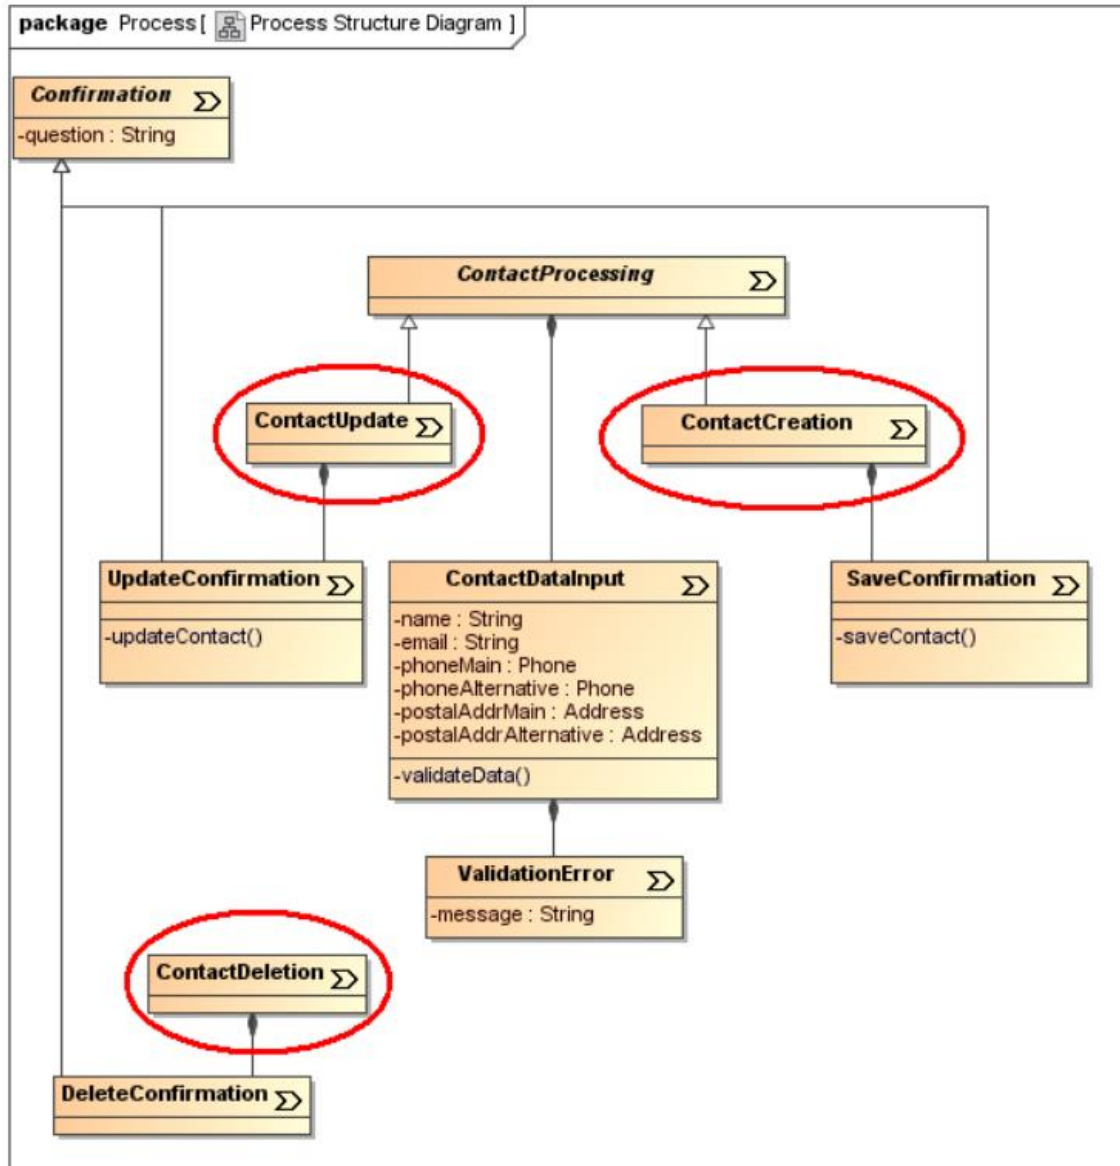 package Process [ Process Structure Diagram ]
Confirmation
-question : String
ContactProcessing
ContactUpdate
ContactCreation
UpdateConfirmation
-updateContact()
ContactDataInput
-name : String
-email : String
-phoneMain : Phone
-phoneAlternative : Phone
-postalAddrMain : Address
-postalAddrAlternative : Address
-validateData()
SaveConfirmation
-saveContact()
ValidationError
-message : String
ContactDeletion
DeleteConfirmation